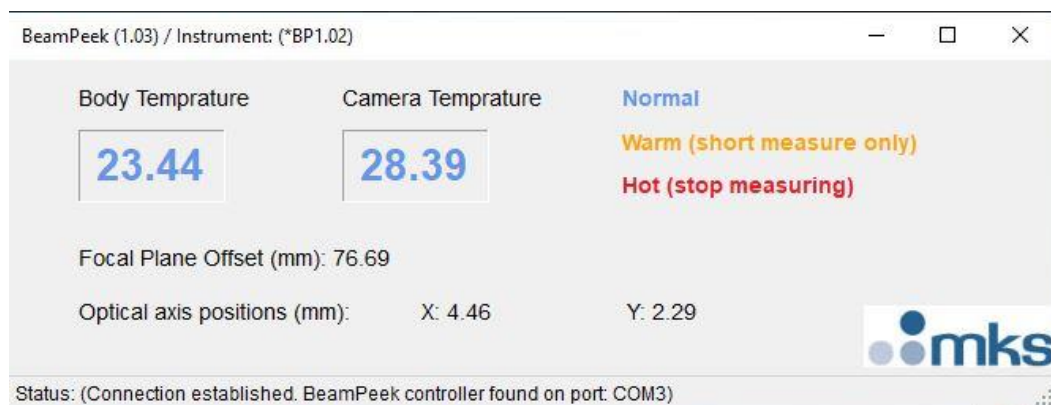 BeamPeek (1.03) / Instrument: (*BP1.02)
Body Temprature
Camera Temprature
Normal
23.44
28.39
Warm (short measure only)
Hot (stop measuring)
Focal Plane Offset (mm): 76.69
Optical axis positions (mm): X: 4.46 Y: 2.29
mks
Status: (Connection established. BeamPeek controller found on port: COM3)